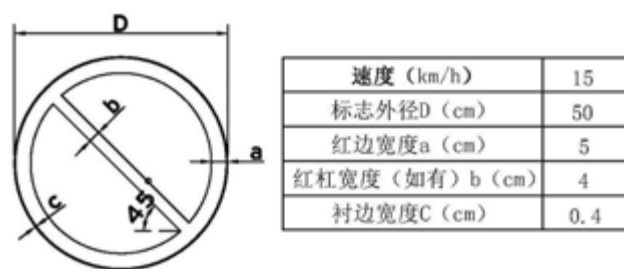 D
b
a
c
45°
速度（km/h） 15
标志外径D（cm） 50
红边宽度a（cm） 5
红杠宽度（如有）b（cm） 4
衬边宽度C（cm） 0.4